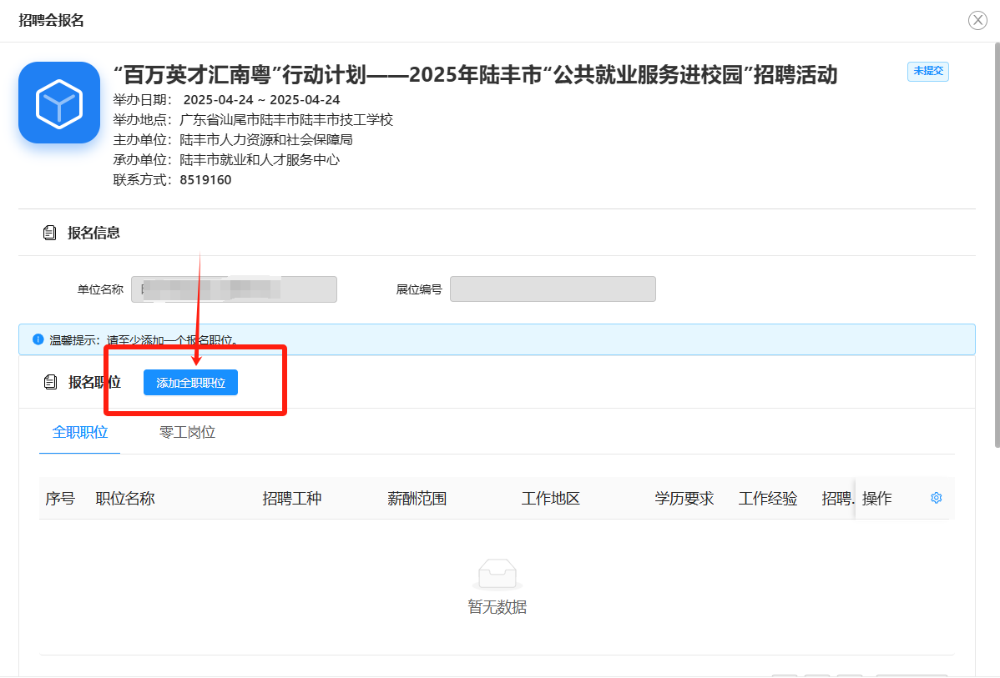 招聘会报名
“百万英才汇南粤”行动计划——2025年陆丰市“公共就业服务进校园”招聘活动
未提交
举办日期: 2025-04-24 ~ 2025-04-24
举办地点: 广东省汕尾市陆丰市陆丰市技工学校
主办单位: 陆丰市人力资源和社会保障局
承办单位: 陆丰市就业和人才服务中心
联系方式: 8519160
报名信息
单位名称
展位编号
温馨提示: 请至少添加一个报名职位。
报名职位 添加全职职位
全职职位 零工岗位
序号 职位名称 招聘工种 薪酬范围 工作地区 学历要求 工作经验 招聘. 操作
暂无数据